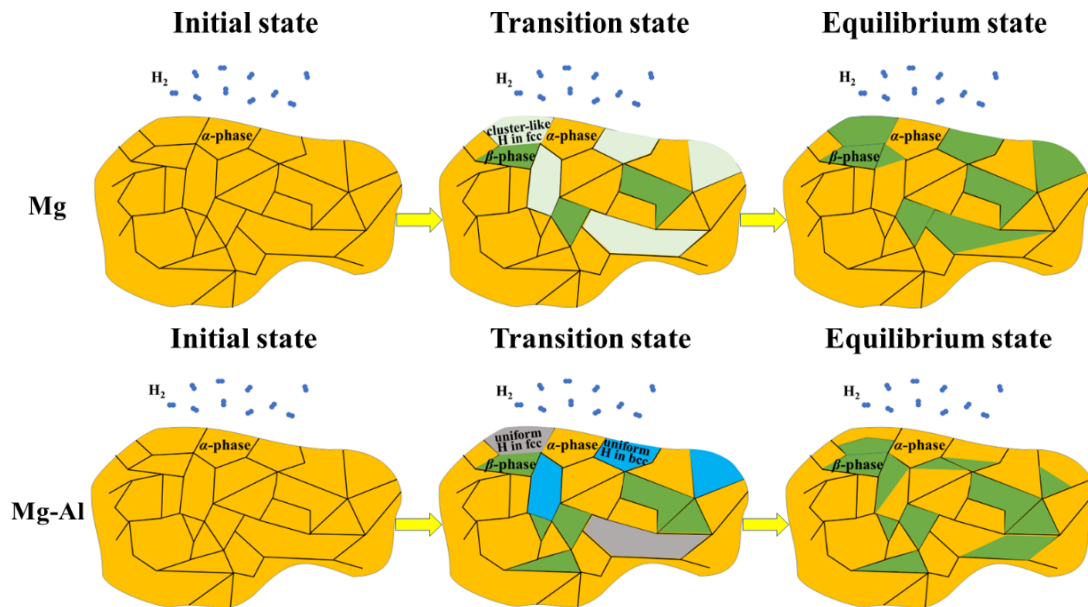 Initial state
Transition state
Equilibrium state
H2
H2
H2
Mg
α-phase
cluster-like
H in fcc
α-phase
β-phase
α-phase
β-phase
Initial state
Transition state
Equilibrium state
H2
H2
H2
Mg-Al
α-phase
uniform
H in fcc
α-phase
uniform
H in bcc
β-phase
α-phase
β-phase